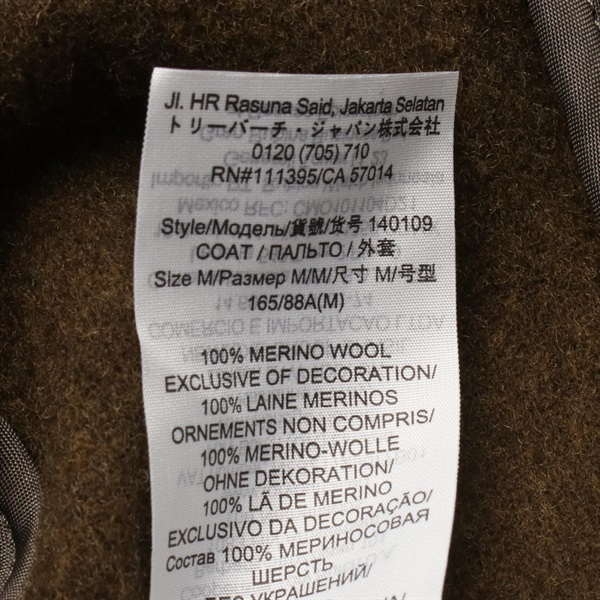 Jl. HR Rasuna Said, Jakarta Selatan
トリーバーチ・ジャパン株式会社
0120 (705) 710
RN#111395/CA 57014
Style/Модель/貨號/货号 140109
COAT / ПАЛЬТО / 外套
Size M/Размер M/M/尺寸 M/号型
165/88A(M)
100% MERINO WOOL
EXCLUSIVE OF DECORATION/
100% LAINE MERINOS
ORNEMENTS NON COMPRIS/
100% MERINO-WOLLE
OHNE DEKORATION/
100% LÃ DE MERINO
EXCLUSIVO DA DECORAÇÃO/
Состав 100% МЕРИНОСОВАЯ
ШЕРСТЬ
БЕЗ УКРАШЕНИЙ/